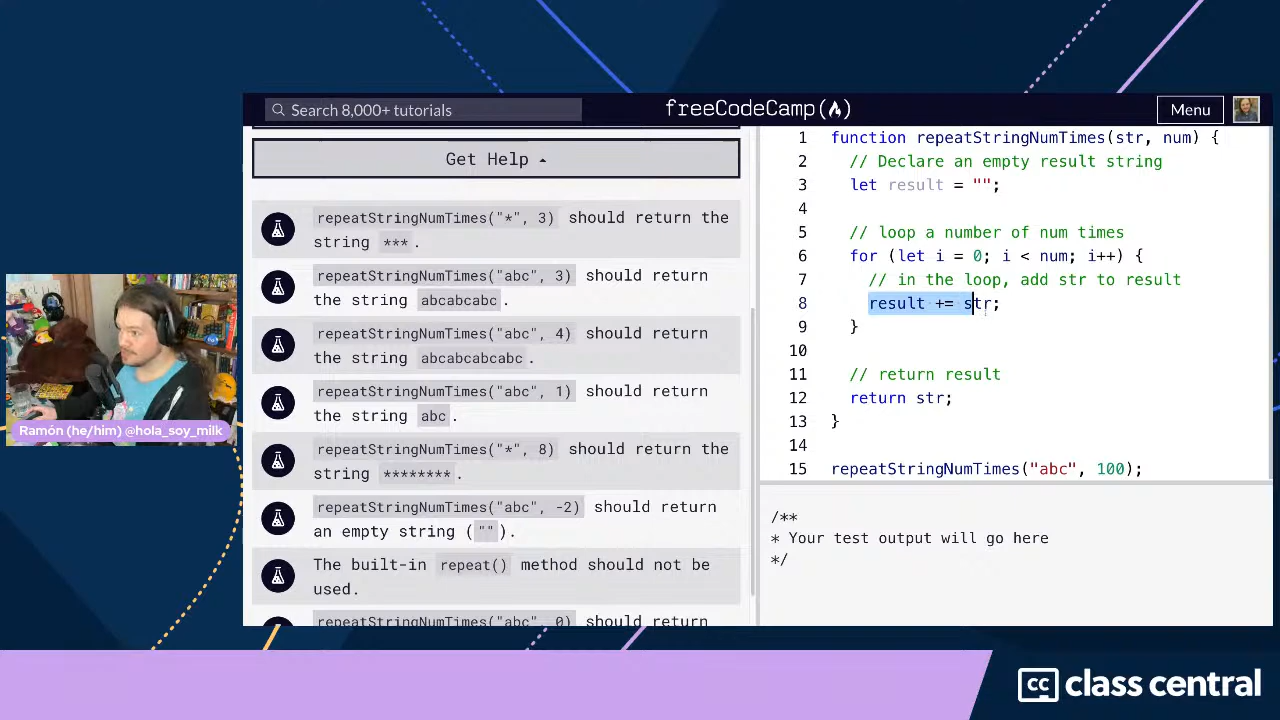 Search 8,000+ tutorials
freeCodeCamp
Menu
Get Help
repeatStringNumTimes("*", 3) should return the
string ***.
repeatStringNumTimes("abc", 3) should return
the string abcabcabc.
repeatStringNumTimes("abc", 4) should return
the string abcabcabcabc.
repeatStringNumTimes("abc", 1) should return
the string abc.
repeatStringNumTimes("*", 8) should return the
string ********.
repeatStringNumTimes("abc", -2) should return
an empty string ("").
The built-in repeat() method should not be
used.
repeatStringNumTimes("abc", 0) should return
1 function repeatStringNumTimes(str, num) {
2 // Declare an empty result string
3 let result = "";
4
5 // loop a number of num times
6 for (let i = 0; i < num; i++) {
7 // in the loop, add str to result
8 result += str;
9 }
10
11 // return result
12 return str;
13 }
14
15 repeatStringNumTimes("abc", 100);
/**
* Your test output will go here
*/
Ramón (he/him) @hola_soy_milk
cc class central